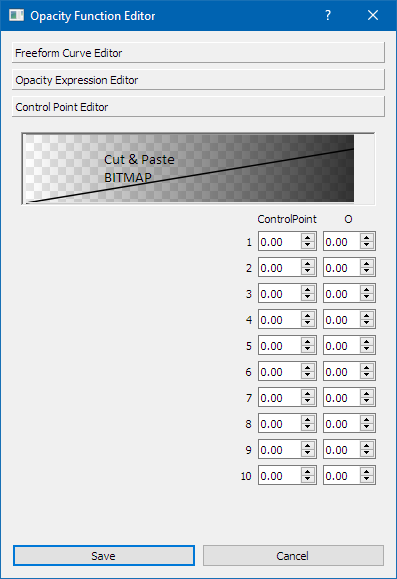 Opacity Function Editor ?
Freeform Curve Editor
Opacity Expression Editor
Control Point Editor
Cut & Paste
BITMAP
ControlPoint O
1 0.00 0.00
2 0.00 0.00
3 0.00 0.00
4 0.00 0.00
5 0.00 0.00
6 0.00 0.00
7 0.00 0.00
8 0.00 0.00
9 0.00 0.00
10 0.00 0.00
Save Cancel